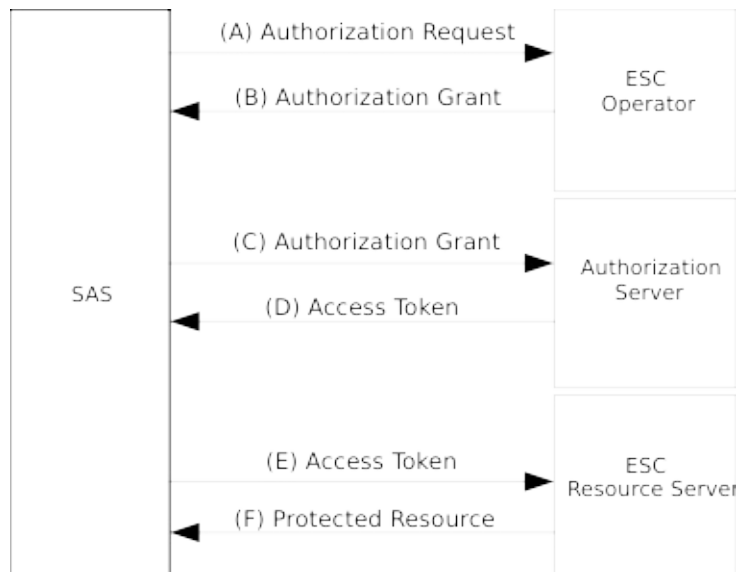 (A) Authorization Request
ESC
Operator
(B) Authorization Grant
(C) Authorization Grant
Authorization
Server
SAS
(D) Access Token
(E) Access Token
ESC
Resource Server
(F) Protected Resource